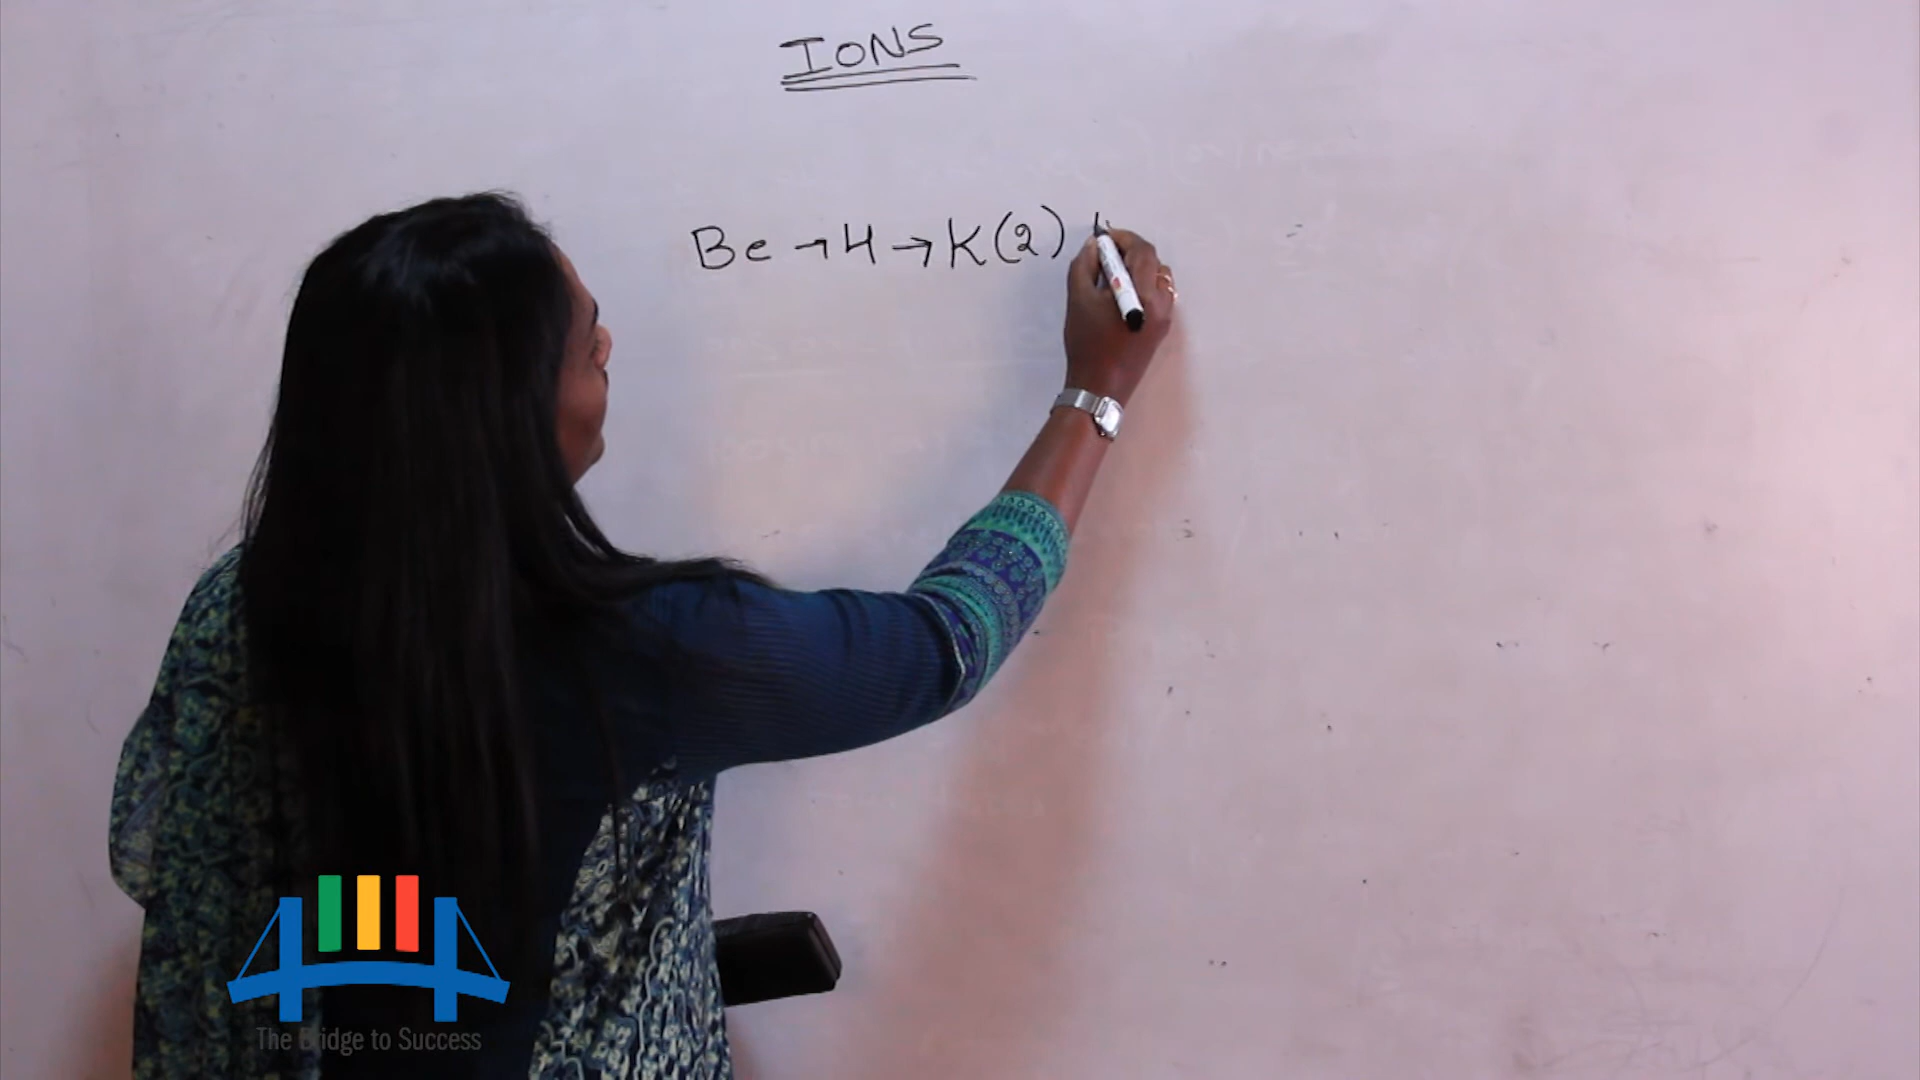 IONS
Be → 4 → K(2)
The Bridge to Success